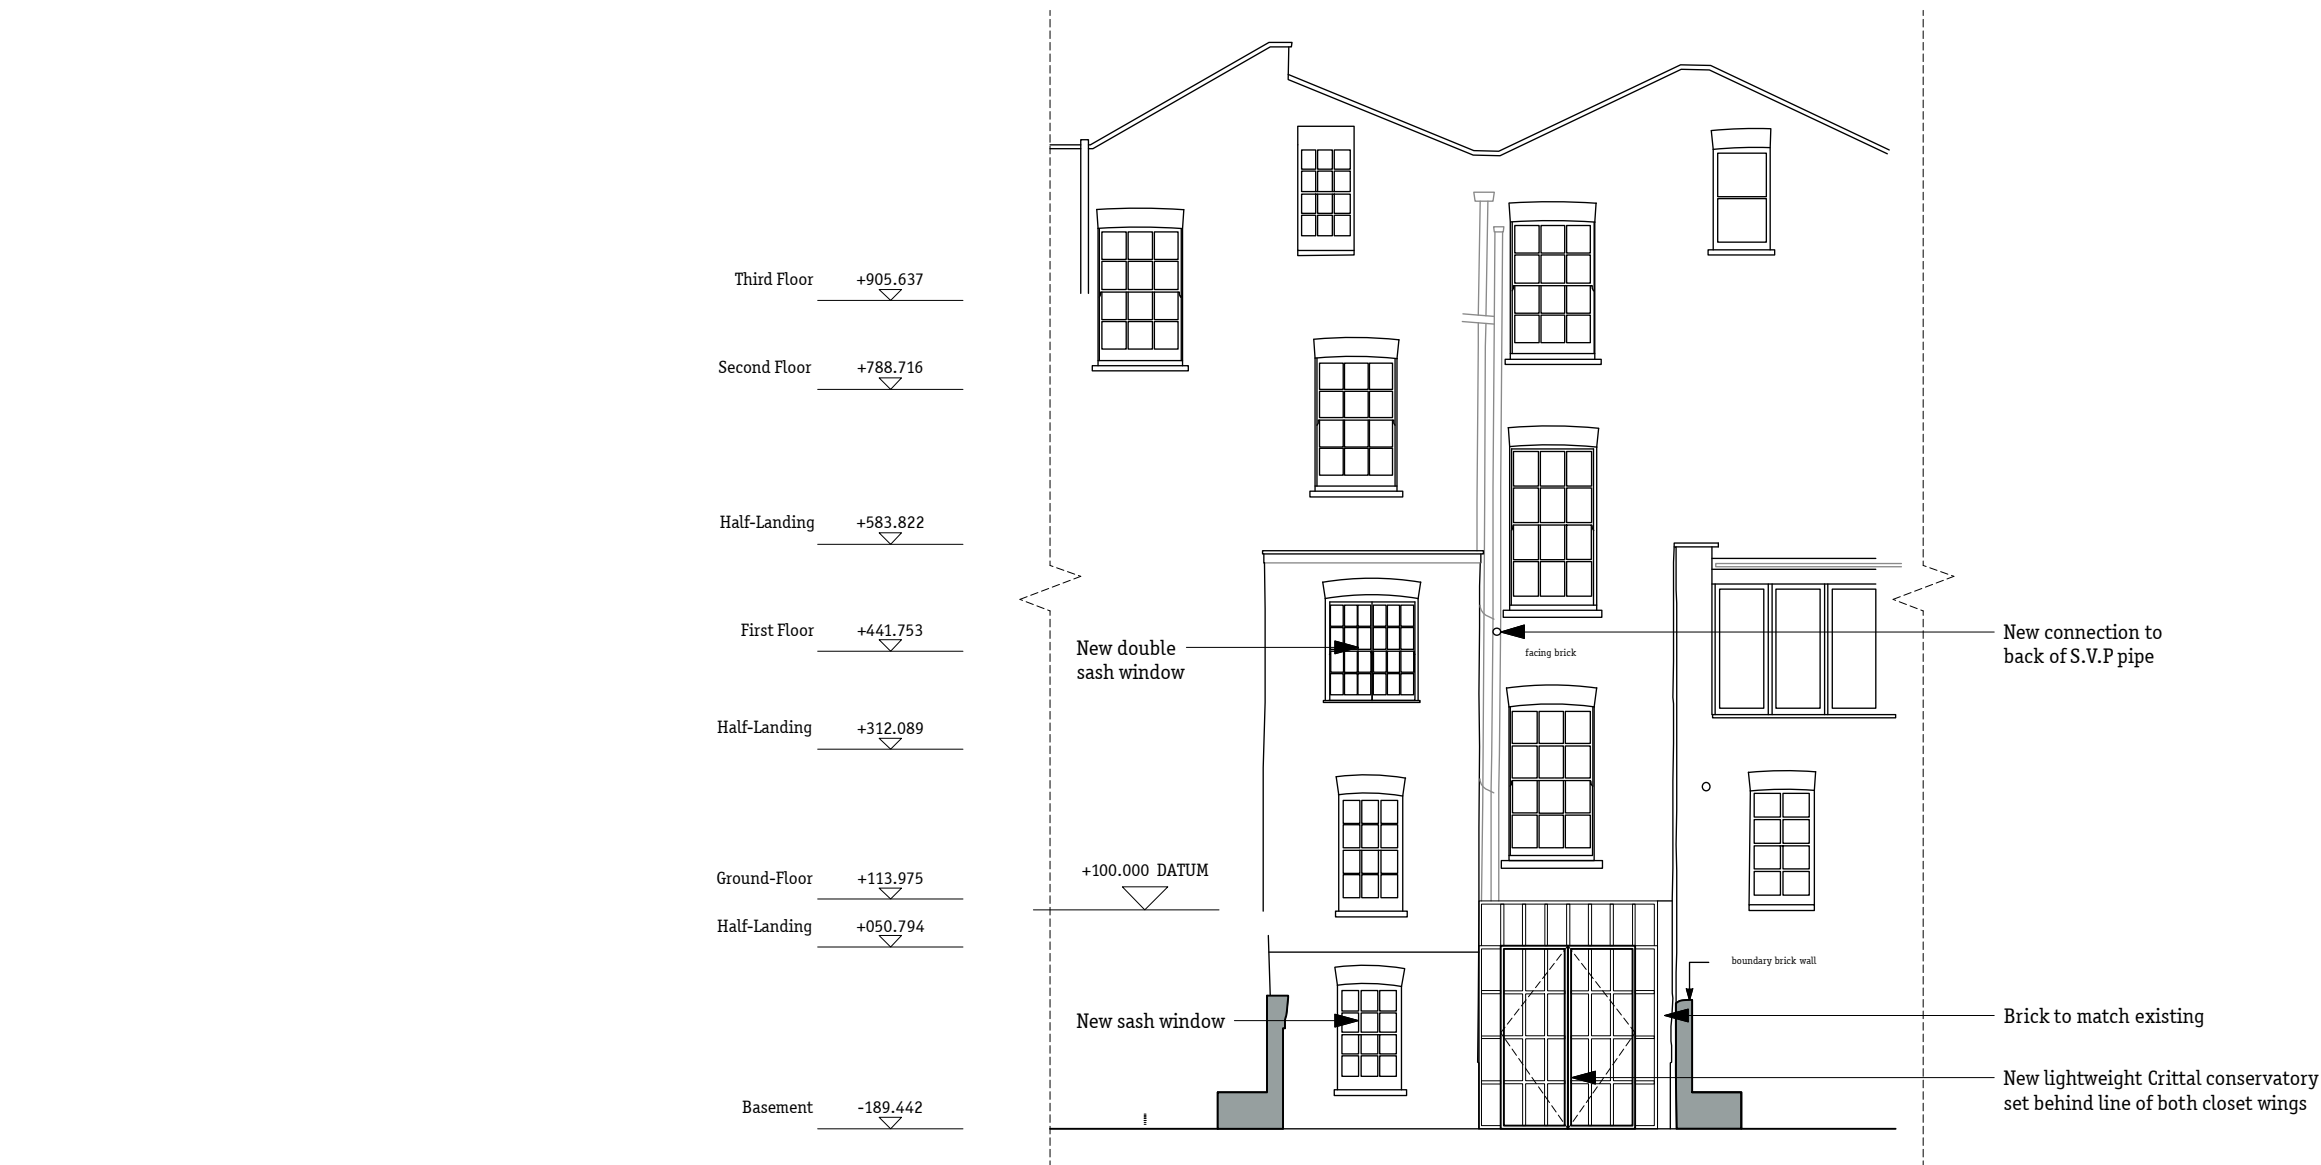 Third Floor +905.637
Second Floor +788.716
Half-Landing +583.822
First Floor +441.753
New double
sash window
facing brick
New connection to
back of S.V.P pipe
Half-Landing +312.089
+100.000 DATUM
Ground-Floor +113.975
Half-Landing +050.794
boundary brick wall
New sash window
Brick to match existing
New lightweight Crittal conservatory
set behind line of both closet wings
Basement -189.442